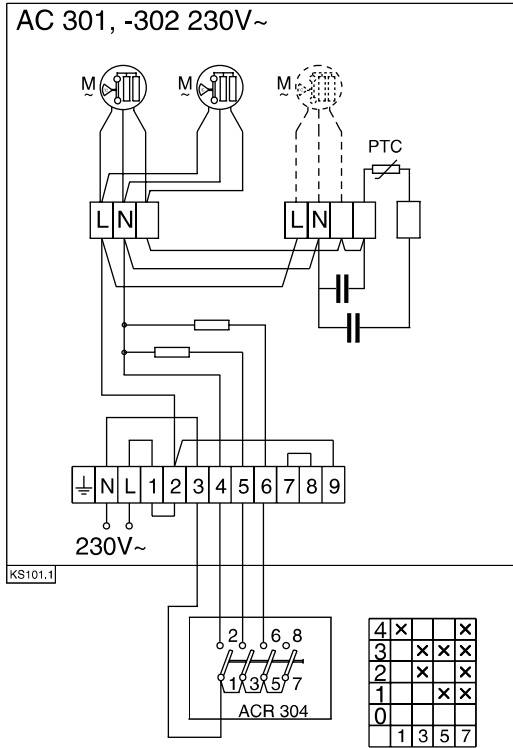 AC 301, -302 230V~
M ~ M ~ M ~
PTC
L N L N
⏚ N L 1 2 3 4 5 6 7 8 9
230V~
KS101.1
2 6 8
1 3 5 7
ACR 304
4 × ×
3 × × ×
2 × ×
1 × ×
0
1 3 5 7